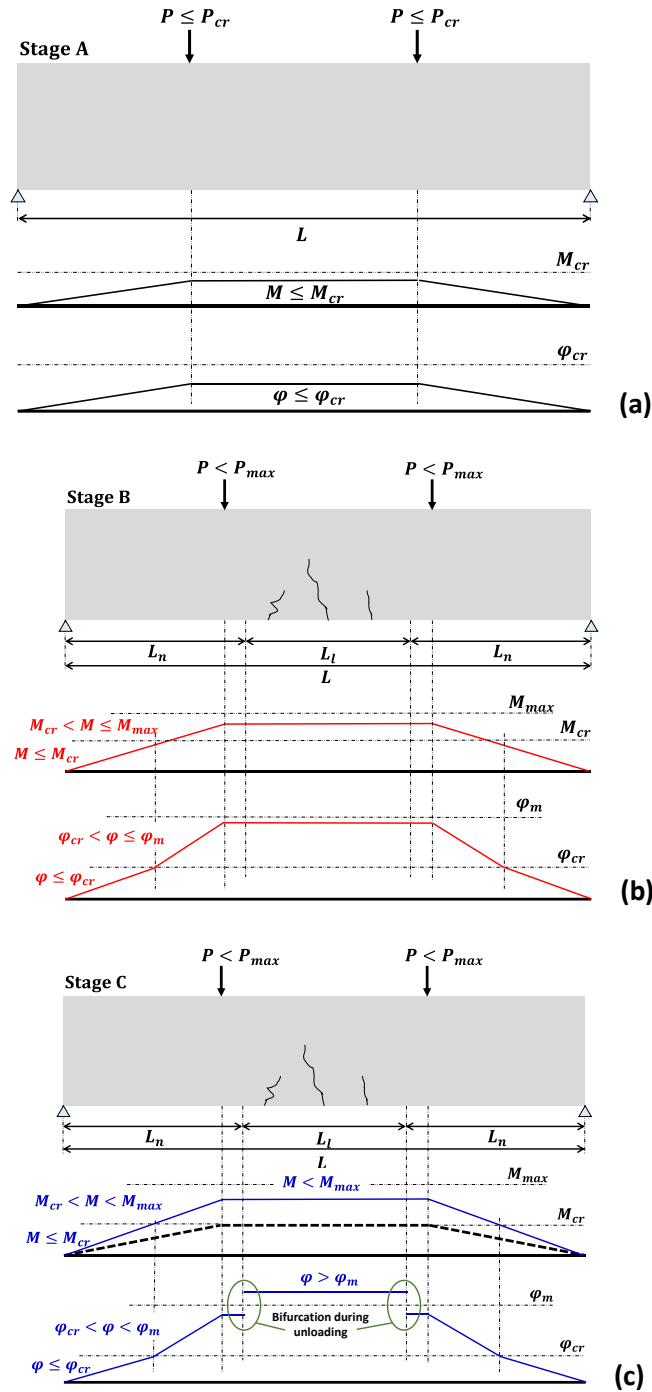 P ≤ P_cr P ≤ P_cr
Stage A
L
M_cr
M ≤ M_cr
φ_cr
φ ≤ φ_cr
(a)
P < P_max P < P_max
Stage B
L_n L_l L_n
L
M_max
M_cr < M ≤ M_max M_cr
M ≤ M_cr
φ_m
φ_cr < φ ≤ φ_m
φ_cr
φ ≤ φ_cr
(b)
P < P_max P < P_max
Stage C
L_n L_l L_n
L
M < M_max M_max
M_cr < M < M_max
M_cr
M ≤ M_cr
φ > φ_m
φ_m
Bifurcation during
unloading
φ_cr < φ < φ_m
φ_cr
φ ≤ φ_cr
(c)